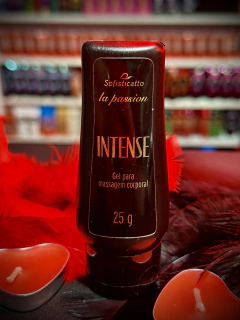 Sofisticatto
la passion
INTENSE
Gel para
massagem corporal
25 g